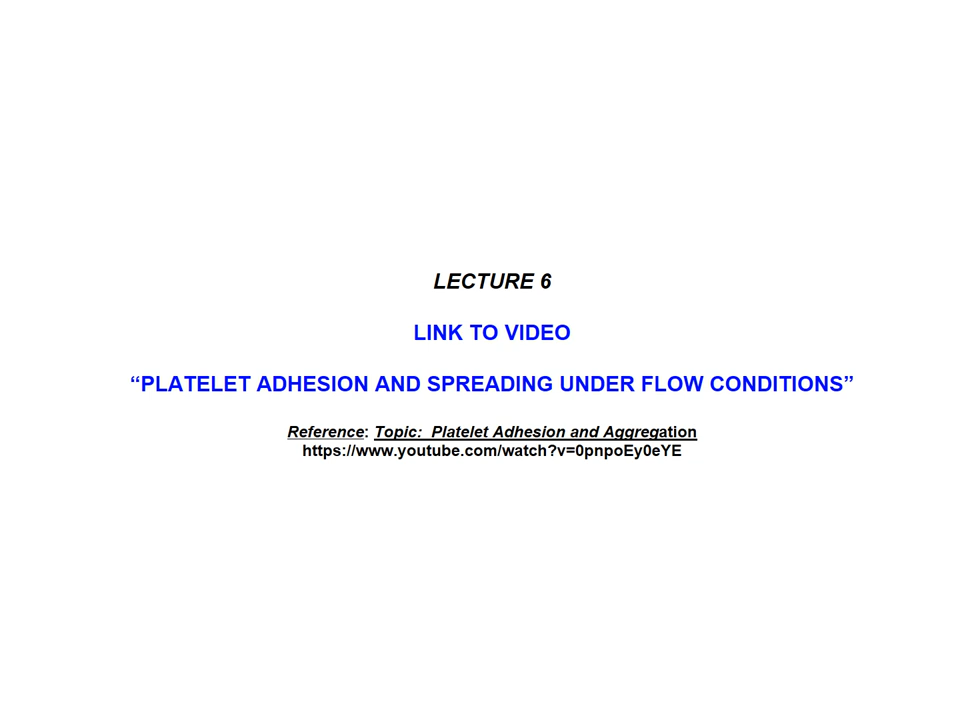 LECTURE 6
LINK TO VIDEO
“PLATELET ADHESION AND SPREADING UNDER FLOW CONDITIONS”
Reference: Topic:  Platelet Adhesion and Aggregation
https://www.youtube.com/watch?v=0pnpoEy0eYE